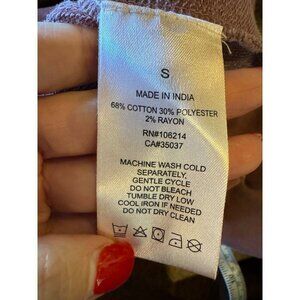 S
MADE IN INDIA
68% COTTON 30% POLYESTER
2% RAYON
RN#106214
CA#35037
MACHINE WASH COLD
SEPARATELY,
GENTLE CYCLE
DO NOT BLEACH
TUMBLE DRY LOW
COOL IRON IF NEEDED
DO NOT DRY CLEAN